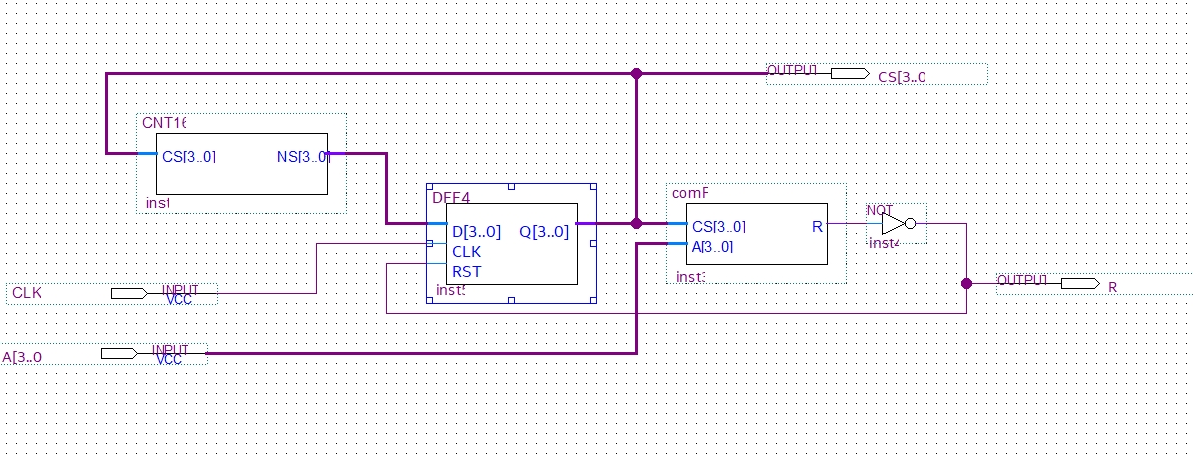 OUTPUT
CS[3..0
CNT16
CS[3..0]
NS[3..0]
inst
DFF4
D[3..0]
Q[3..0]
CLK
RST
inst5
comF
CS[3..0]
R
A[3..0]
inst3
NOT
inst4
OUTPUT
R
CLK
INPUT
VCC
A[3..0
INPUT
VCC